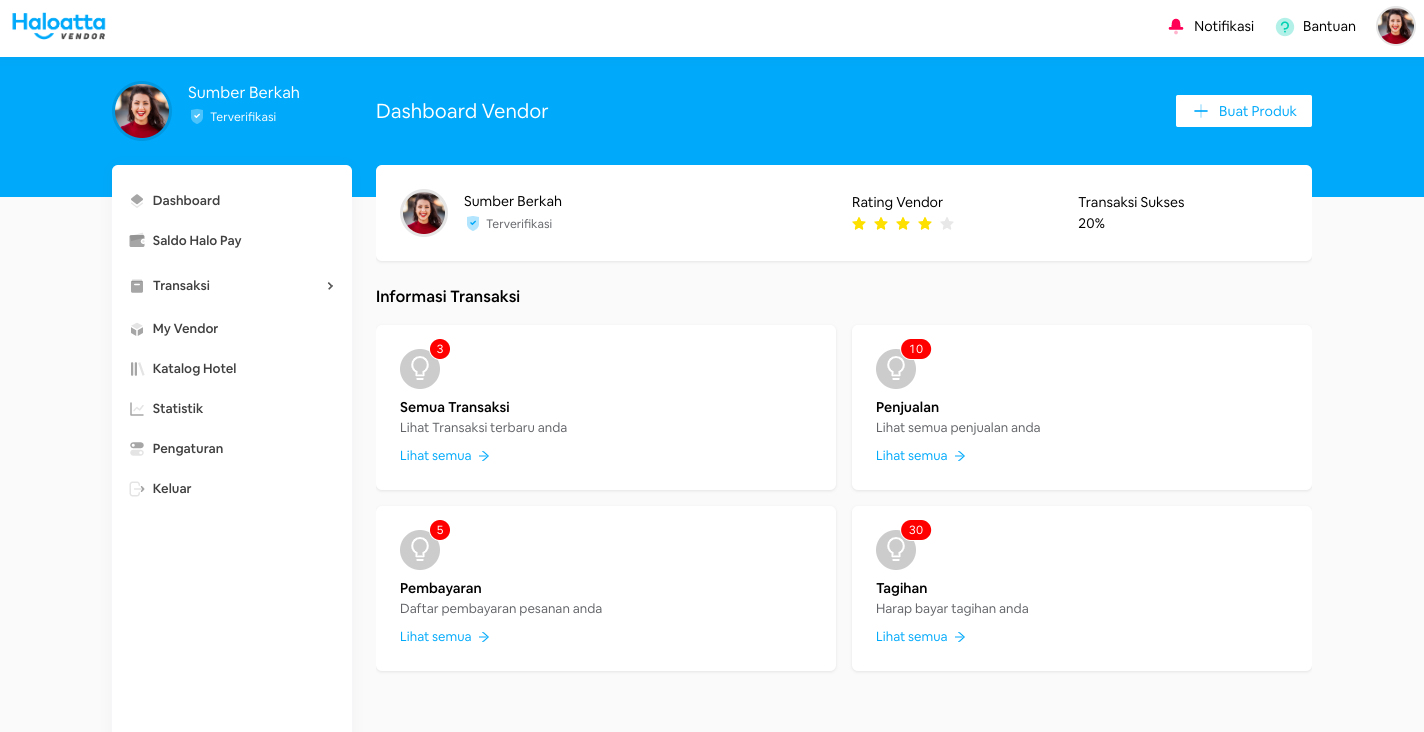 Haloatta
VENDOR
Notifikasi
Bantuan
Sumber Berkah
Terverifikasi
Dashboard Vendor
Buat Produk
Dashboard
Saldo Halo Pay
Transaksi
My Vendor
Katalog Hotel
Statistik
Pengaturan
Keluar
Sumber Berkah
Terverifikasi
Rating Vendor
Transaksi Sukses
20%
Informasi Transaksi
3
Semua Transaksi
Lihat Transaksi terbaru anda
Lihat semua
10
Penjualan
Lihat semua penjualan anda
Lihat semua
5
Pembayaran
Daftar pembayaran pesanan anda
Lihat semua
30
Tagihan
Harap bayar tagihan anda
Lihat semua